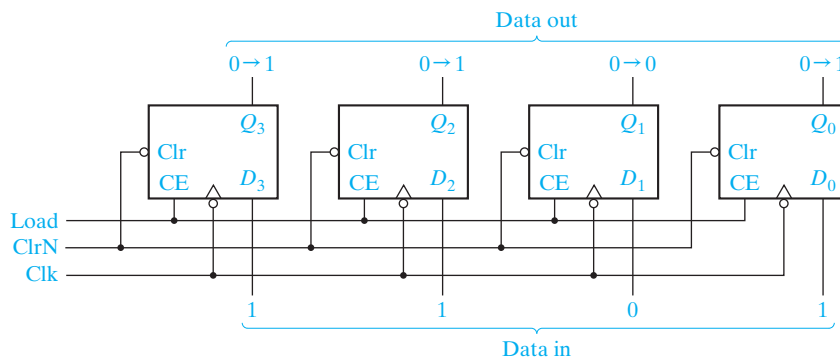 Data out
0→1 0→1 0→0 0→1
Q3 Q2 Q1 Q0
Clr Clr Clr Clr
CE D3 CE D2 CE D1 CE D0
Load
ClrN
Clk
1 1 0 1
Data in